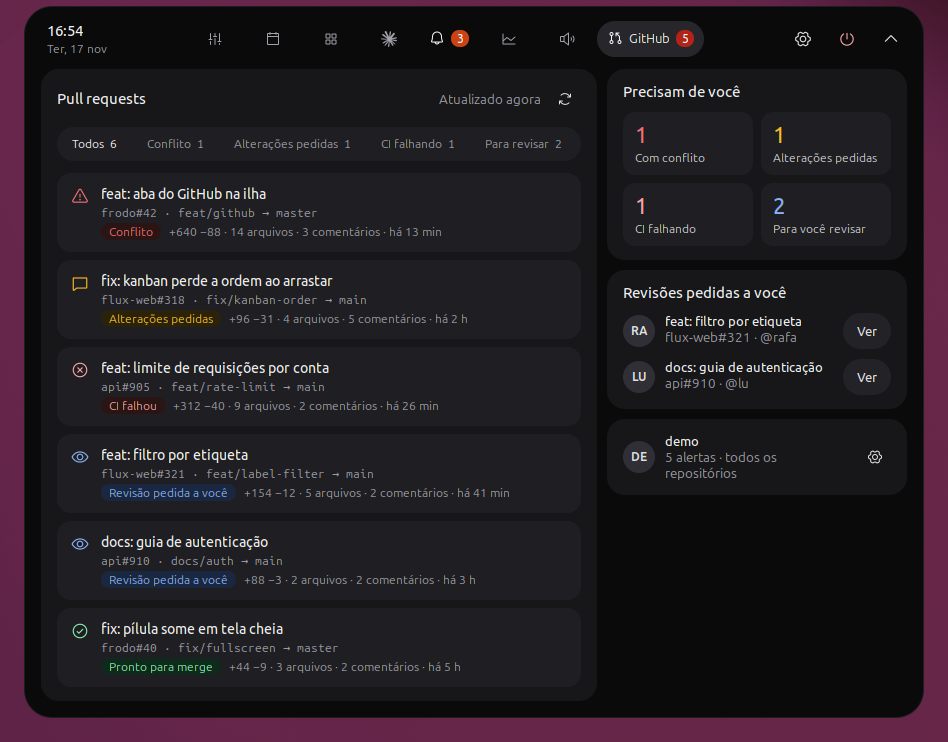 16:54
Ter, 17 nov
3
GitHub 5
Pull requests
Atualizado agora
Todos 6
Conflito 1
Alterações pedidas 1
CI falhando 1
Para revisar 2
feat: aba do GitHub na ilha
frodo#42 · feat/github → master
Conflito +640 −88 · 14 arquivos · 3 comentários · há 13 min
fix: kanban perde a ordem ao arrastar
flux-web#318 · fix/kanban-order → main
Alterações pedidas +96 −31 · 4 arquivos · 5 comentários · há 2 h
feat: limite de requisições por conta
api#905 · feat/rate-limit → main
CI falhou +312 −40 · 9 arquivos · 2 comentários · há 26 min
feat: filtro por etiqueta
flux-web#321 · feat/label-filter → main
Revisão pedida a você +154 −12 · 5 arquivos · 2 comentários · há 41 min
docs: guia de autenticação
api#910 · docs/auth → main
Revisão pedida a você +88 −3 · 2 arquivos · 2 comentários · há 3 h
fix: pílula some em tela cheia
frodo#40 · fix/fullscreen → master
Pronto para merge +44 −9 · 3 arquivos · 2 comentários · há 5 h
Precisam de você
1
Com conflito
1
Alterações pedidas
1
CI falhando
2
Para você revisar
Revisões pedidas a você
RA
feat: filtro por etiqueta
flux-web#321 · @rafa
Ver
LU
docs: guia de autenticação
api#910 · @lu
Ver
DE
demo
5 alertas · todos os
repositórios